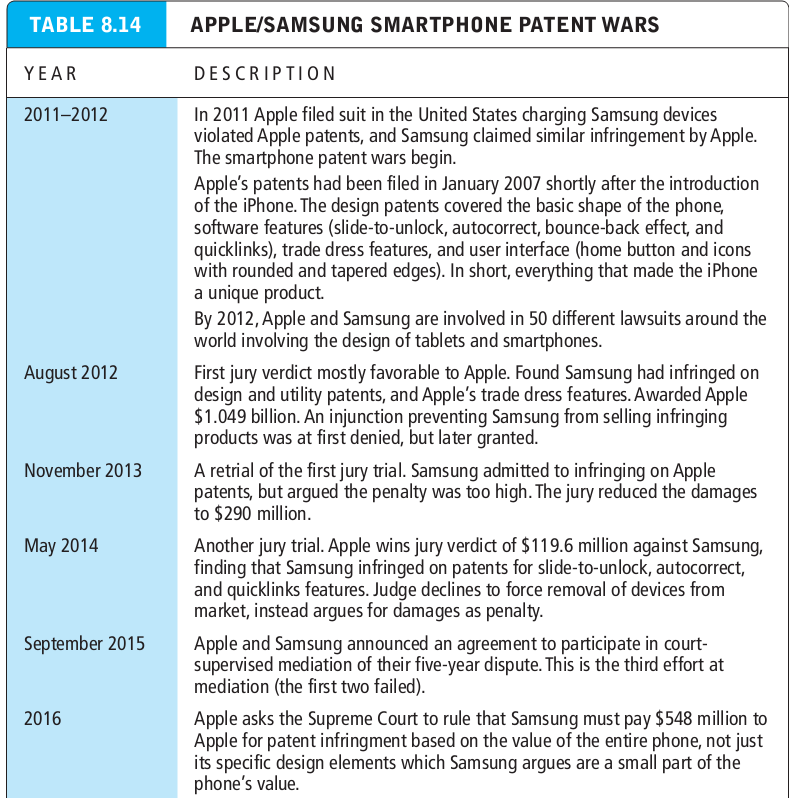 TABLE 8.14 APPLE/SAMSUNG SMARTPHONE PATENT WARS
YEAR DESCRIPTION
2011–2012 In 2011 Apple filed suit in the United States charging Samsung devices
violated Apple patents, and Samsung claimed similar infringement by Apple.
The smartphone patent wars begin.
Apple's patents had been filed in January 2007 shortly after the introduction
of the iPhone. The design patents covered the basic shape of the phone,
software features (slide-to-unlock, autocorrect, bounce-back effect, and
quicklinks), trade dress features, and user interface (home button and icons
with rounded and tapered edges). In short, everything that made the iPhone
a unique product.
By 2012, Apple and Samsung are involved in 50 different lawsuits around the
world involving the design of tablets and smartphones.
August 2012 First jury verdict mostly favorable to Apple. Found Samsung had infringed on
design and utility patents, and Apple's trade dress features. Awarded Apple
$1.049 billion. An injunction preventing Samsung from selling infringing
products was at first denied, but later granted.
November 2013 A retrial of the first jury trial. Samsung admitted to infringing on Apple
patents, but argued the penalty was too high. The jury reduced the damages
to $290 million.
May 2014 Another jury trial. Apple wins jury verdict of $119.6 million against Samsung,
finding that Samsung infringed on patents for slide-to-unlock, autocorrect,
and quicklinks features. Judge declines to force removal of devices from
market, instead argues for damages as penalty.
September 2015 Apple and Samsung announced an agreement to participate in court-
supervised mediation of their five-year dispute. This is the third effort at
mediation (the first two failed).
2016 Apple asks the Supreme Court to rule that Samsung must pay $548 million to
Apple for patent infringment based on the value of the entire phone, not just
its specific design elements which Samsung argues are a small part of the
phone's value.